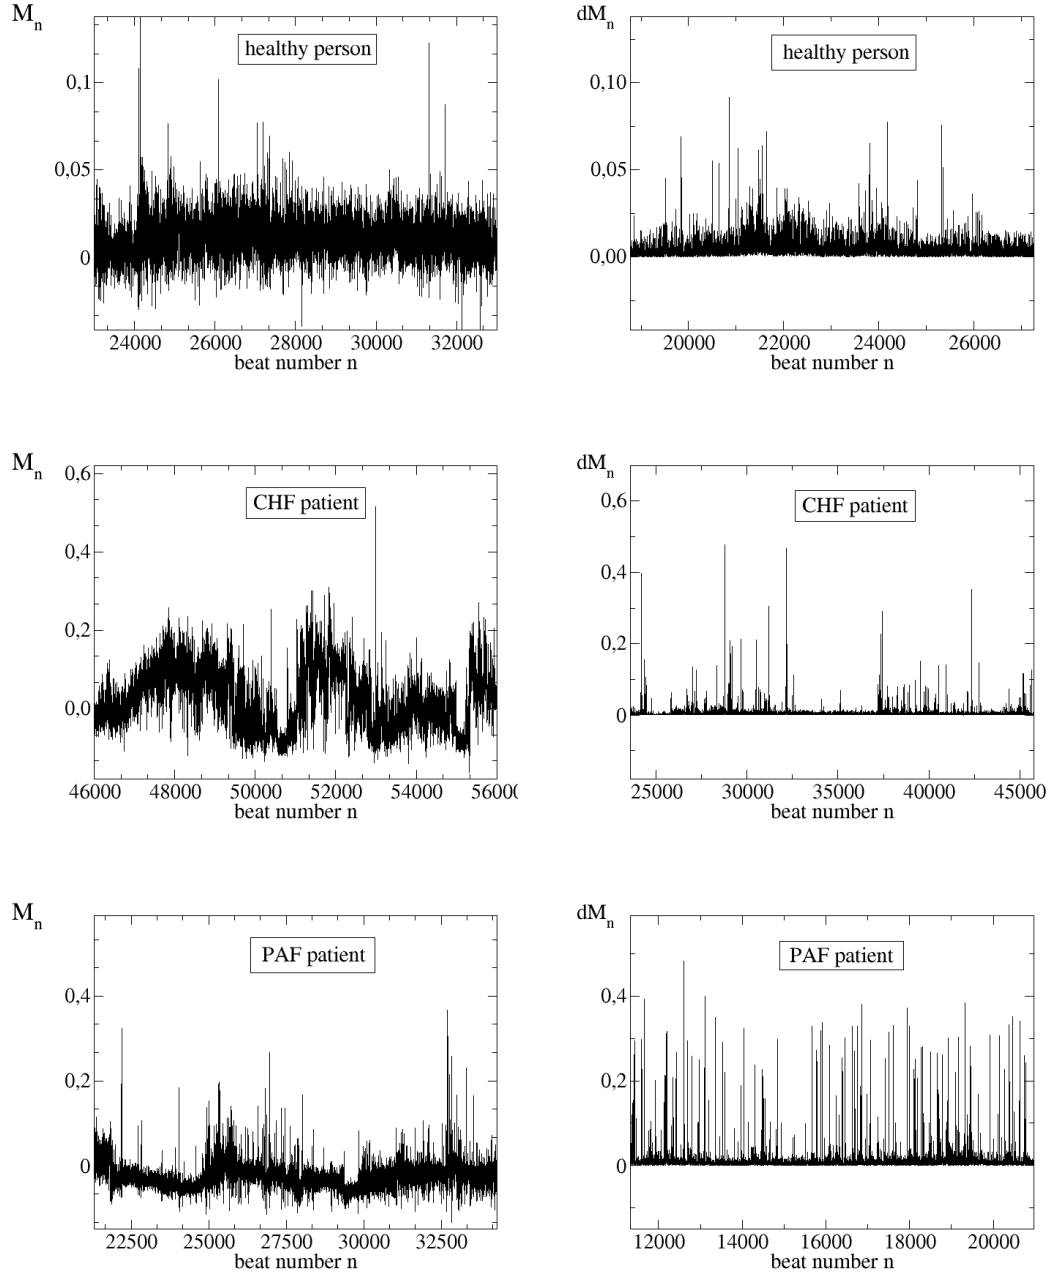 M_n
healthy person
0,1
0,05
0
24000 26000 28000 30000 32000
beat number n
dM_n
healthy person
0,10
0,05
0,00
20000 22000 24000 26000
beat number n
M_n
CHF patient
0,6
0,4
0,2
0,0
46000 48000 50000 52000 54000 56000
beat number n
dM_n
CHF patient
0,6
0,4
0,2
0
25000 30000 35000 40000 45000
beat number n
M_n
PAF patient
0,4
0,2
0
22500 25000 27500 30000 32500
beat number n
dM_n
PAF patient
0,4
0,2
0
12000 14000 16000 18000 20000
beat number n